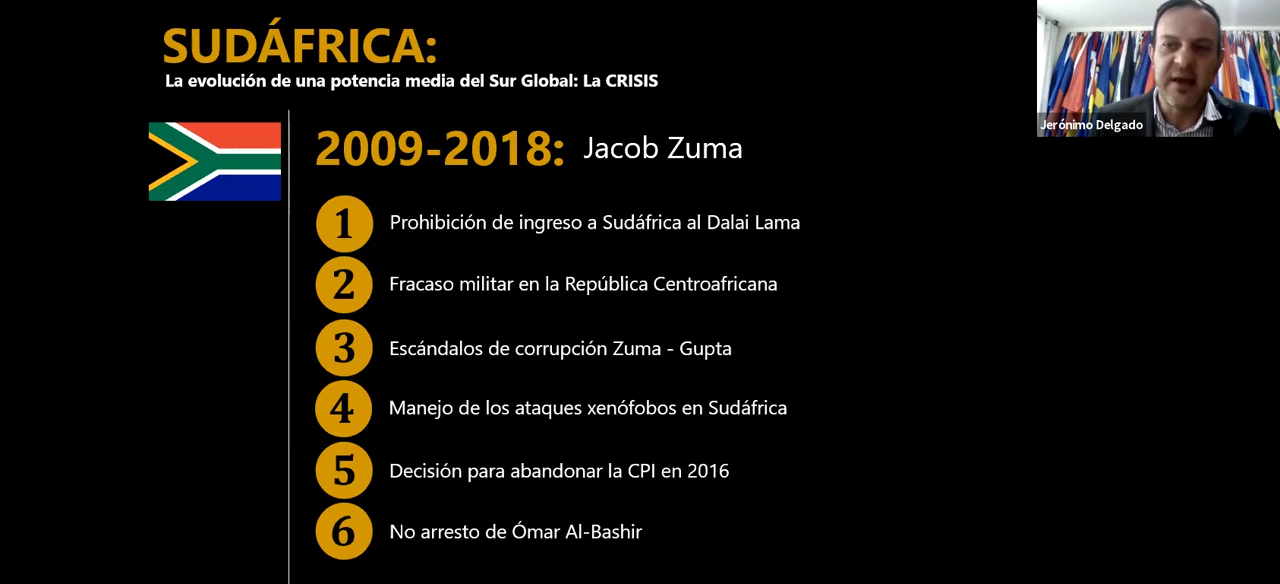 SUDÁFRICA:
La evolución de una potencia media del Sur Global: La CRISIS
Jerónimo Delgado
2009-2018: Jacob Zuma
1 Prohibición de ingreso a Sudáfrica al Dalai Lama
2 Fracaso militar en la República Centroafricana
3 Escándalos de corrupción Zuma - Gupta
4 Manejo de los ataques xenófobos en Sudáfrica
5 Decisión para abandonar la CPI en 2016
6 No arresto de Ómar Al-Bashir